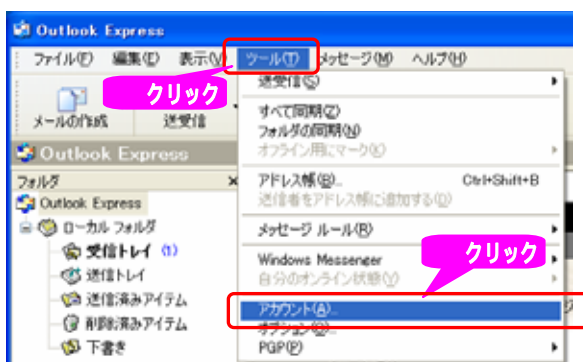 Outlook Express
ファイル(F) 編集(E) 表示(V) ツール(T) メッセージ(M) ヘルプ(H)
クリック
送受信(S)
メールの作成 送受信
すべて同期(Z)
フォルダの同期(N)
オフライン用にマーク(K)
Outlook Express
フォルダ ×
アドレス帳(B)... Ctrl+Shift+B
送信者をアドレス帳に追加する(D)
Outlook Express
ローカル フォルダ
メッセージ ルール(R)
受信トレイ (1)
Windows Messenger
クリック
送信トレイ
自分のオンライン状態(V)
送信済みアイテム
アカウント(A)...
削除済みアイテム
オプション(O)...
下書き
PGP(P)